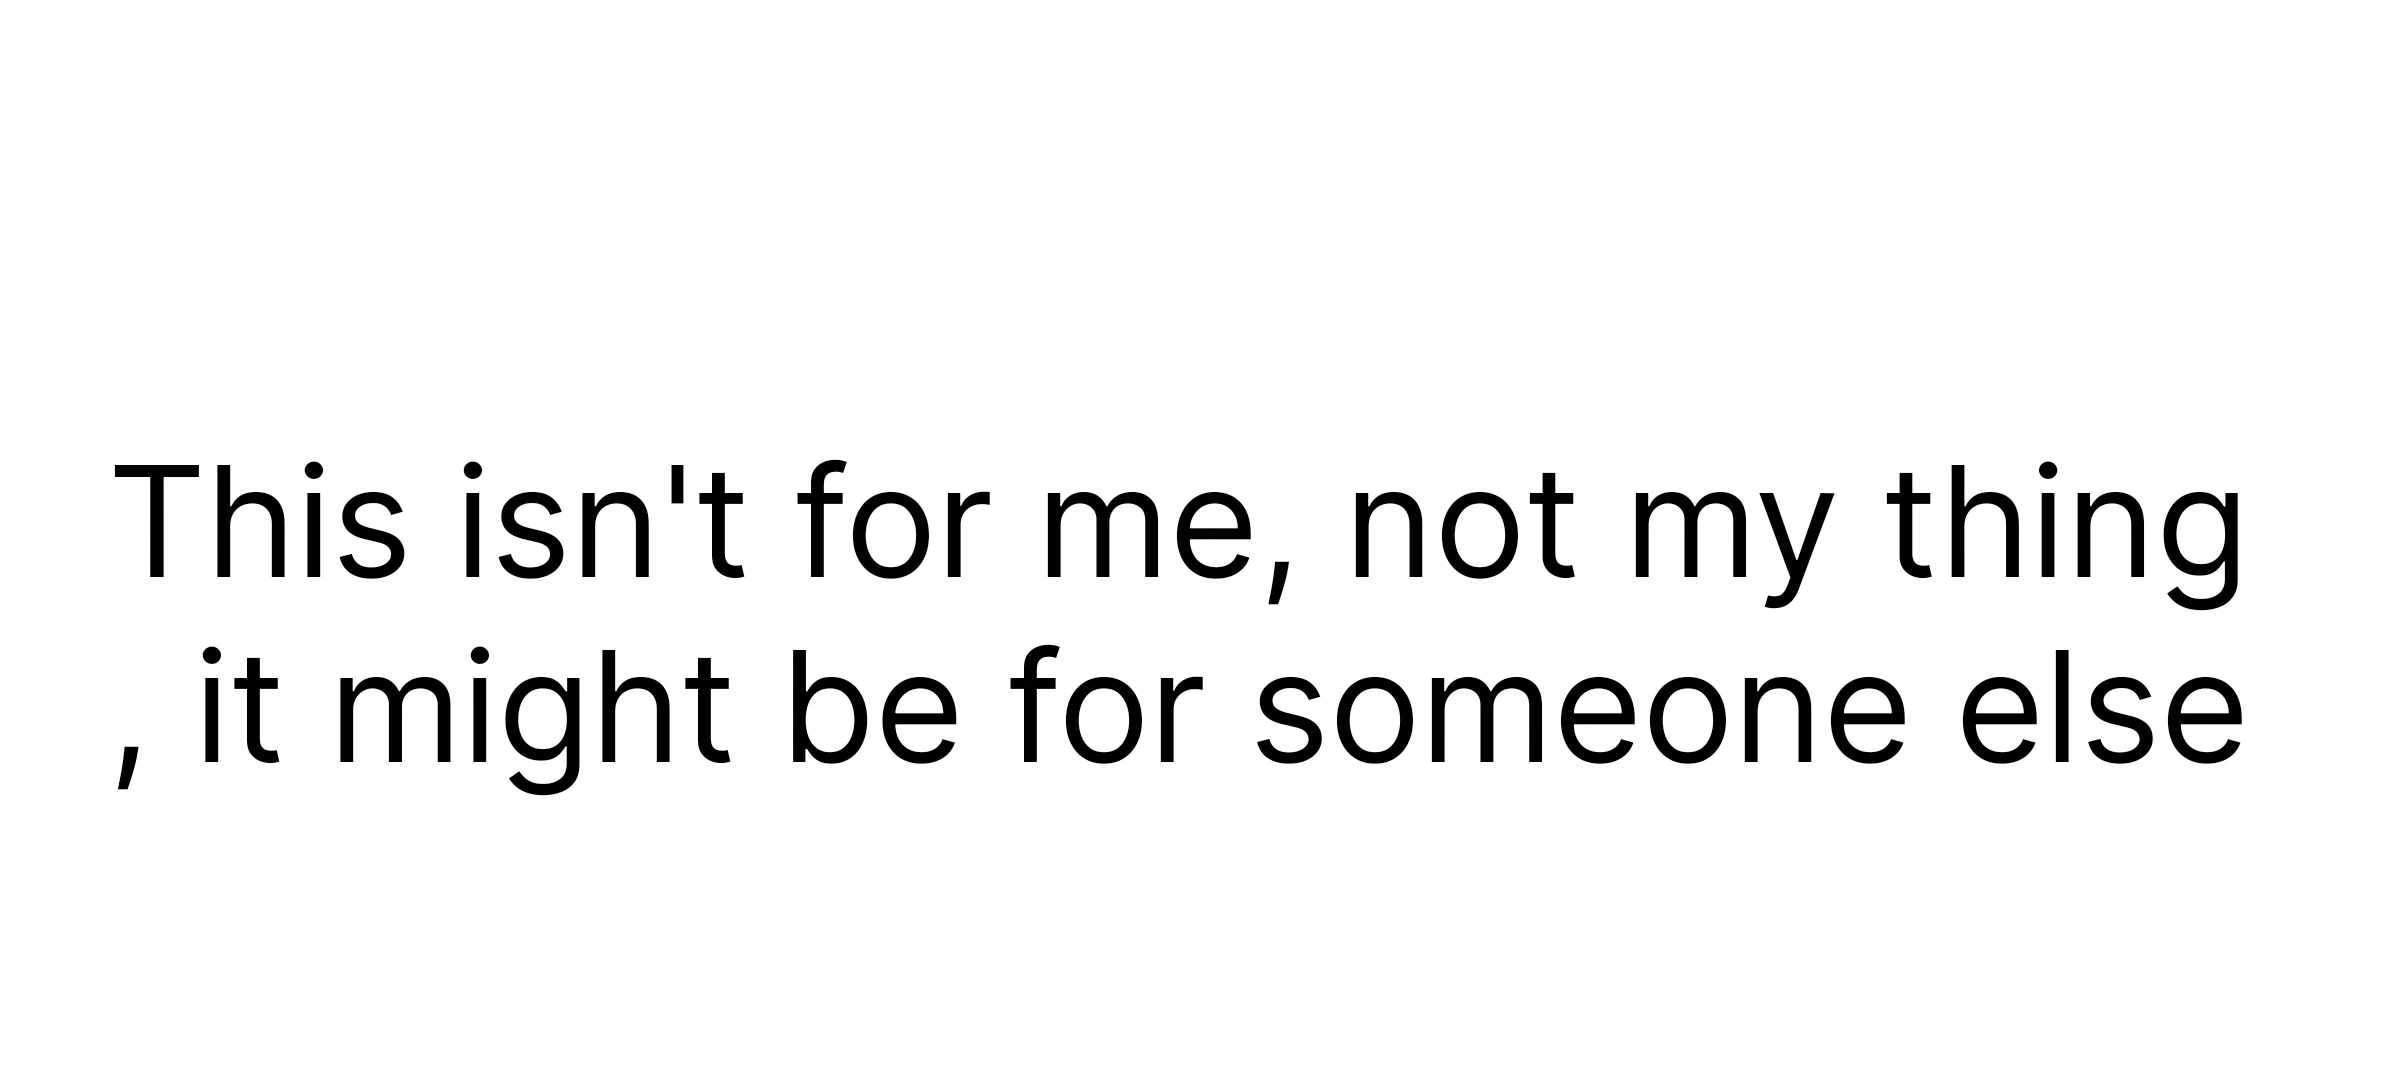 This isn't for me, not my thing
, it might be for someone else